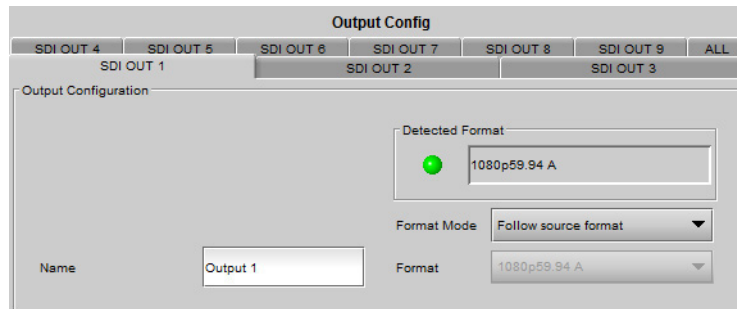 Output Config
SDI OUT 4 SDI OUT 5 SDI OUT 6 SDI OUT 7 SDI OUT 8 SDI OUT 9 ALL
SDI OUT 1 SDI OUT 2 SDI OUT 3
Output Configuration
Detected Format
1080p59.94 A
Format Mode Follow source format
Name Output 1 Format 1080p59.94 A